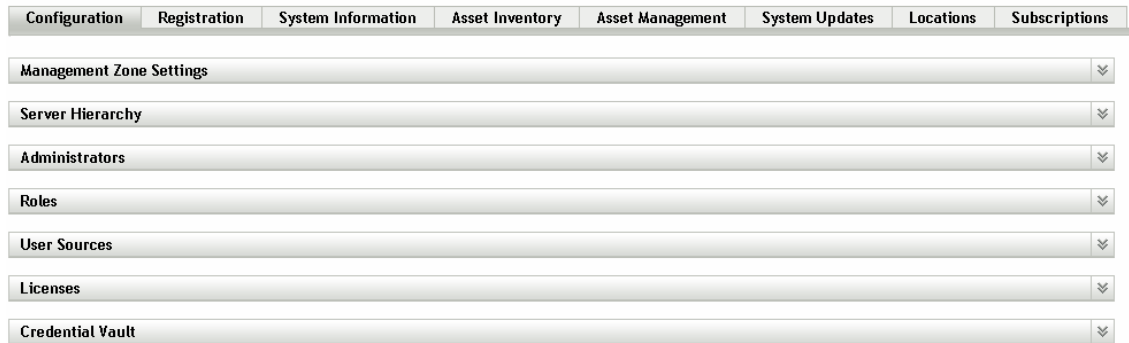 Configuration Registration System Information Asset Inventory Asset Management System Updates Locations Subscriptions
Management Zone Settings
Server Hierarchy
Administrators
Roles
User Sources
Licenses
Credential Vault